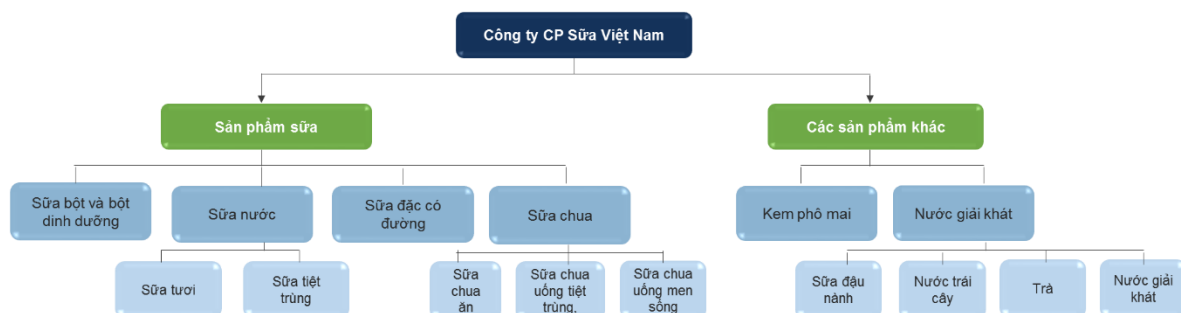 Công ty CP Sữa Việt Nam
Sản phẩm sữa
Các sản phẩm khác
Sữa bột và bột
dinh dưỡng
Sữa nước
Sữa đặc có
đường
Sữa chua
Kem phô mai
Nước giải khát
Sữa tươi
Sữa tiệt
trùng
Sữa
chua
ăn
Sữa chua
uống tiệt
trùng,
Sữa chua
uống men
sống
Sữa đậu
nành
Nước trái
cây
Trà
Nước giải
khát